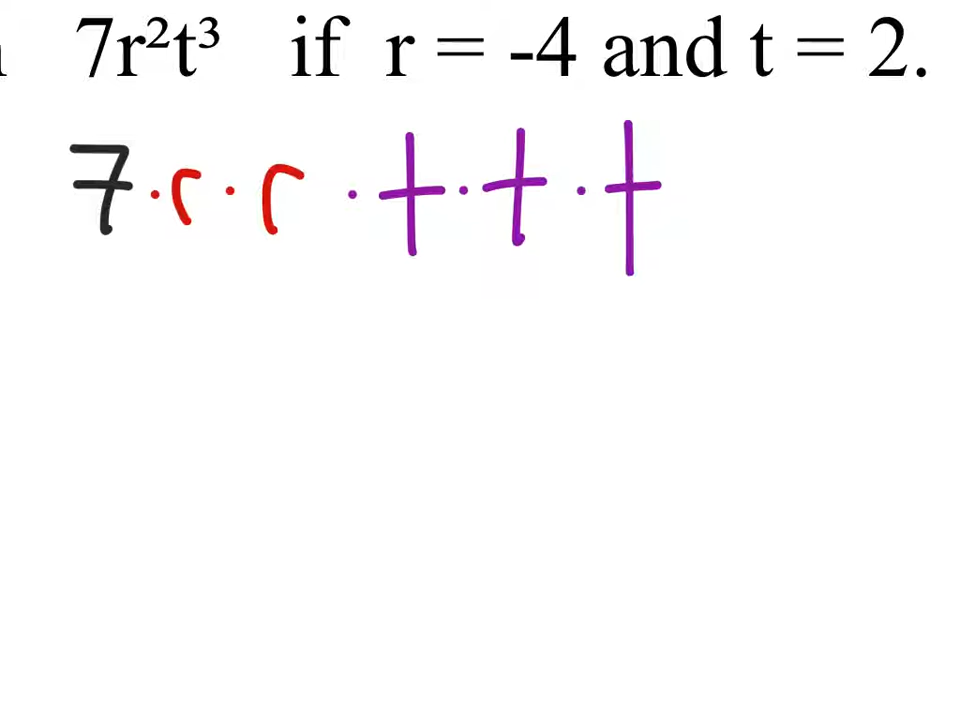 7r²t³ if r = -4 and t = 2.
7 · r · r · t · t · t